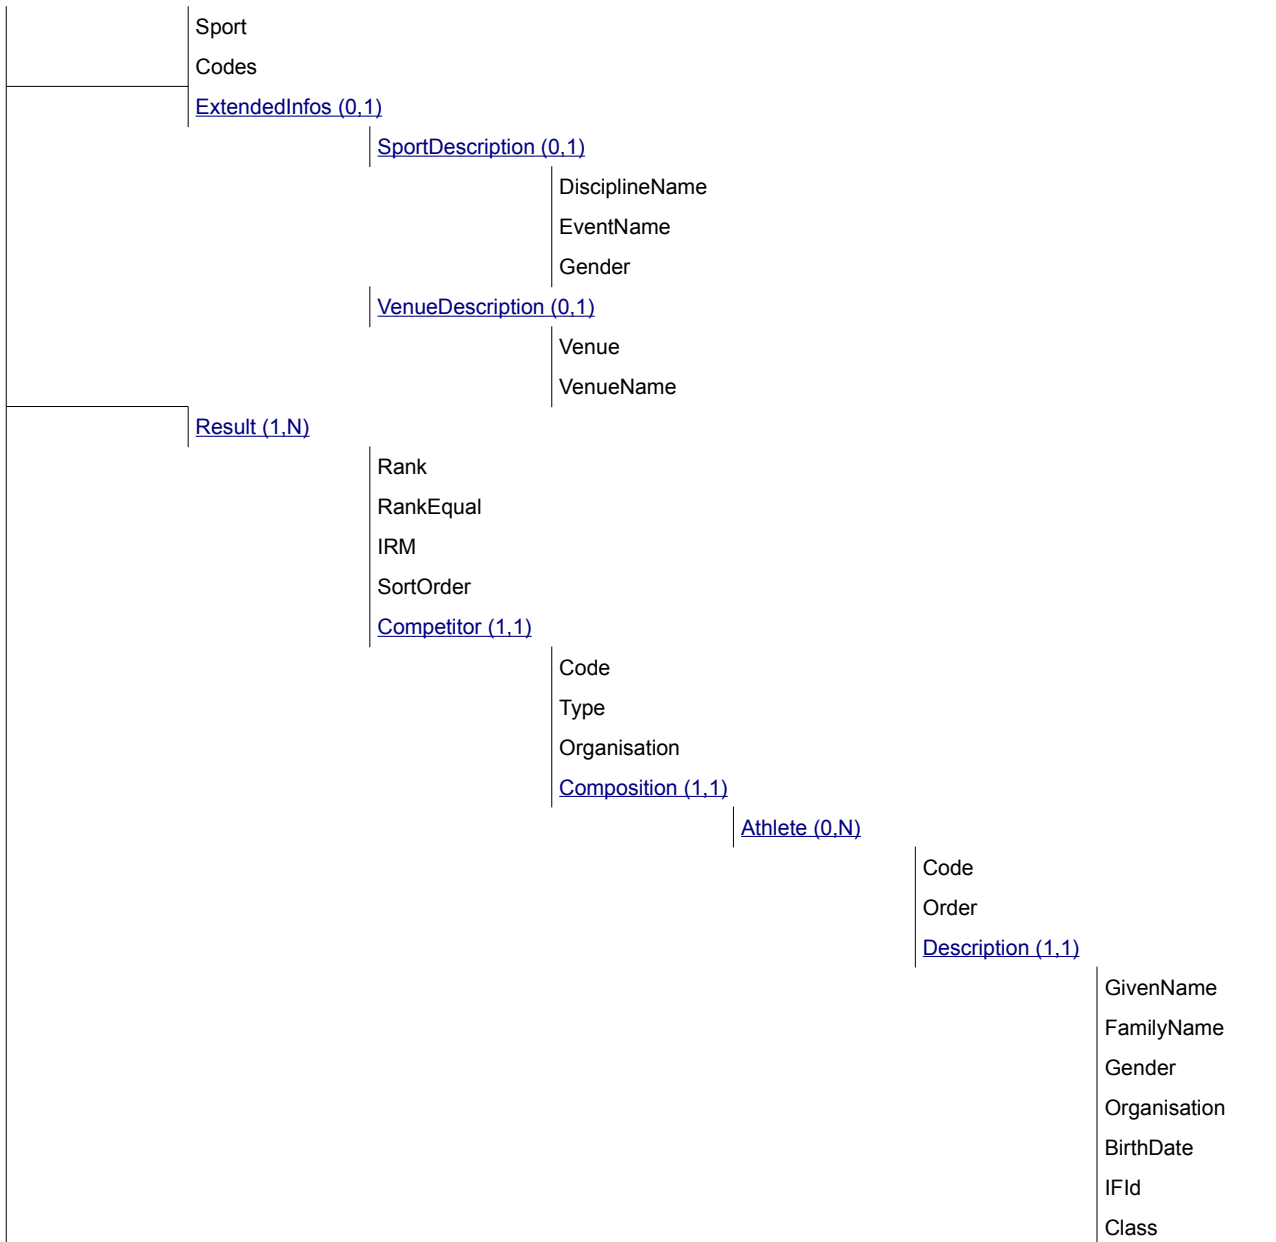 Sport
Codes
ExtendedInfos (0,1)
SportDescription (0,1)
DisciplineName
EventName
Gender
VenueDescription (0,1)
Venue
VenueName
Result (1,N)
Rank
RankEqual
IRM
SortOrder
Competitor (1,1)
Code
Type
Organisation
Composition (1,1)
Athlete (0,N)
Code
Order
Description (1,1)
GivenName
FamilyName
Gender
Organisation
BirthDate
IFId
Class